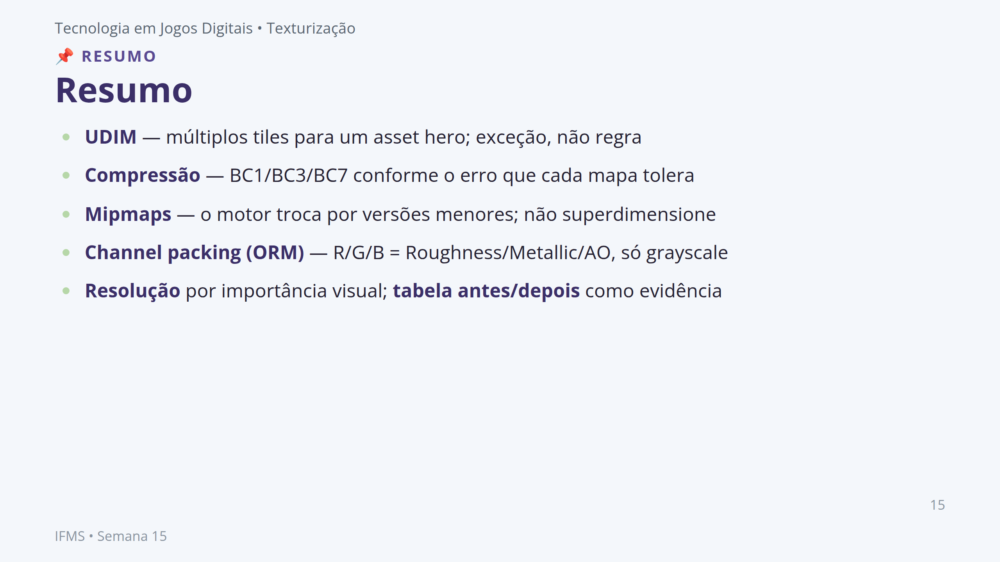 Tecnologia em Jogos Digitais • Texturização
📌 RESUMO
Resumo
• UDIM — múltiplos tiles para um asset hero; exceção, não regra
• Compressão — BC1/BC3/BC7 conforme o erro que cada mapa tolera
• Mipmaps — o motor troca por versões menores; não superdimensione
• Channel packing (ORM) — R/G/B = Roughness/Metallic/AO, só grayscale
• Resolução por importância visual; tabela antes/depois como evidência
15
IFMS • Semana 15